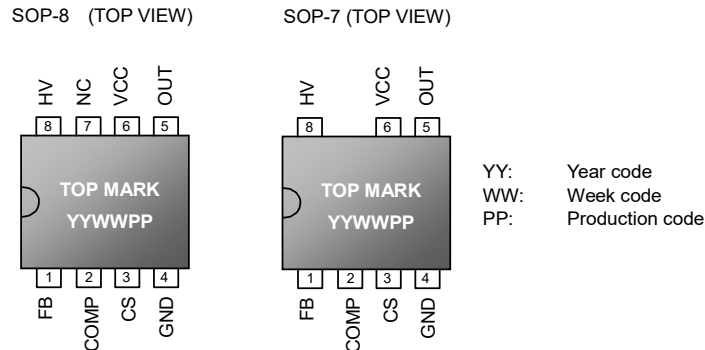 SOP-8 (TOP VIEW)
HV NC VCC OUT
8 7 6 5
TOP MARK
YYWWPP
1 2 3 4
FB COMP CS GND
SOP-7 (TOP VIEW)
HV VCC OUT
8 6 5
TOP MARK
YYWWPP
1 2 3 4
FB COMP CS GND
YY: Year code
WW: Week code
PP: Production code